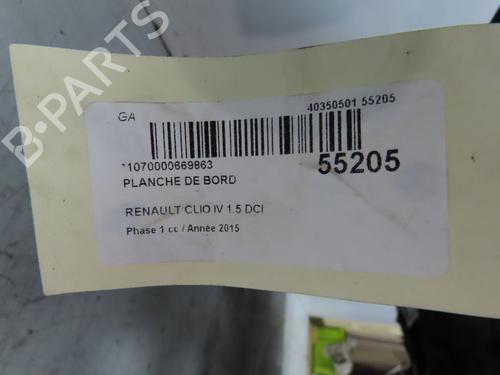 B-PARTS
GA
40350501 55205
*1070000669863
55205
PLANCHE DE BORD
RENAULT CLIO IV 1.5 DCI
Phase 1 cc / Année 2015